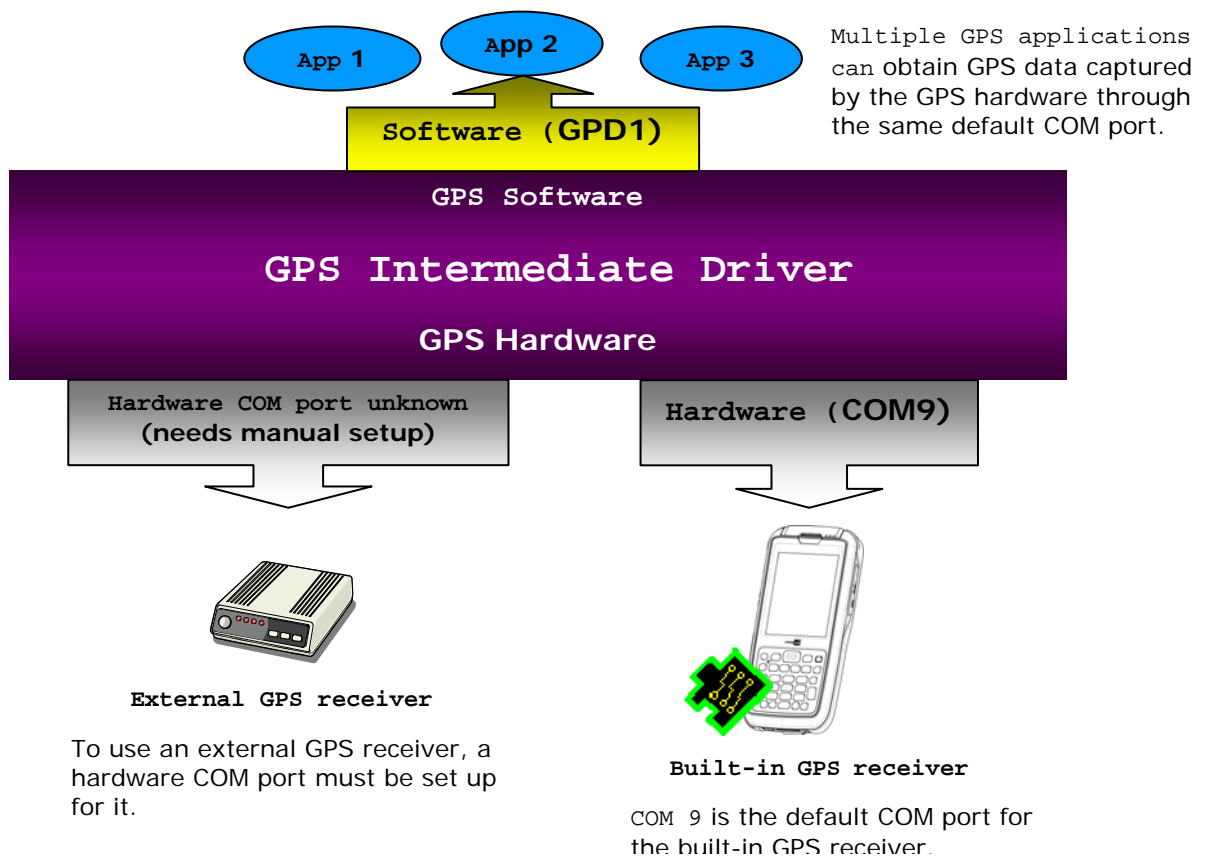 App 1
App 2
App 3
Multiple GPS applications
can obtain GPS data captured
by the GPS hardware through
the same default COM port.
Software (GPD1)
GPS Software
GPS Intermediate Driver
GPS Hardware
Hardware COM port unknown
(needs manual setup)
Hardware (COM9)
External GPS receiver
To use an external GPS receiver, a
hardware COM port must be set up
for it.
Built-in GPS receiver
COM 9 is the default COM port for
the built-in GPS receiver.